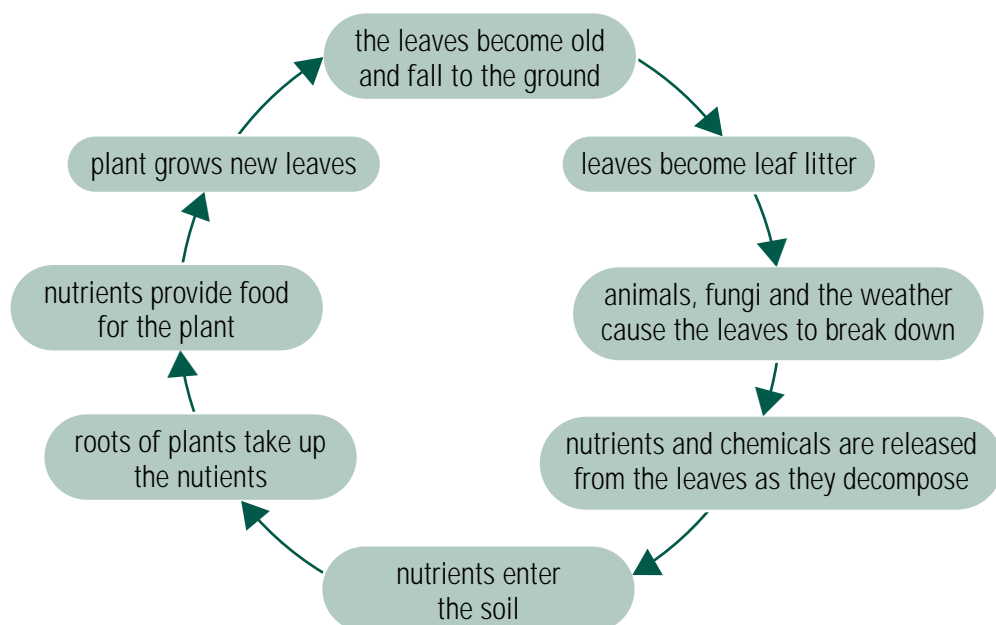 the leaves become old
and fall to the ground
leaves become leaf litter
animals, fungi and the weather
cause the leaves to break down
nutrients and chemicals are released
from the leaves as they decompose
nutrients enter
the soil
roots of plants take up
the nutients
nutrients provide food
for the plant
plant grows new leaves